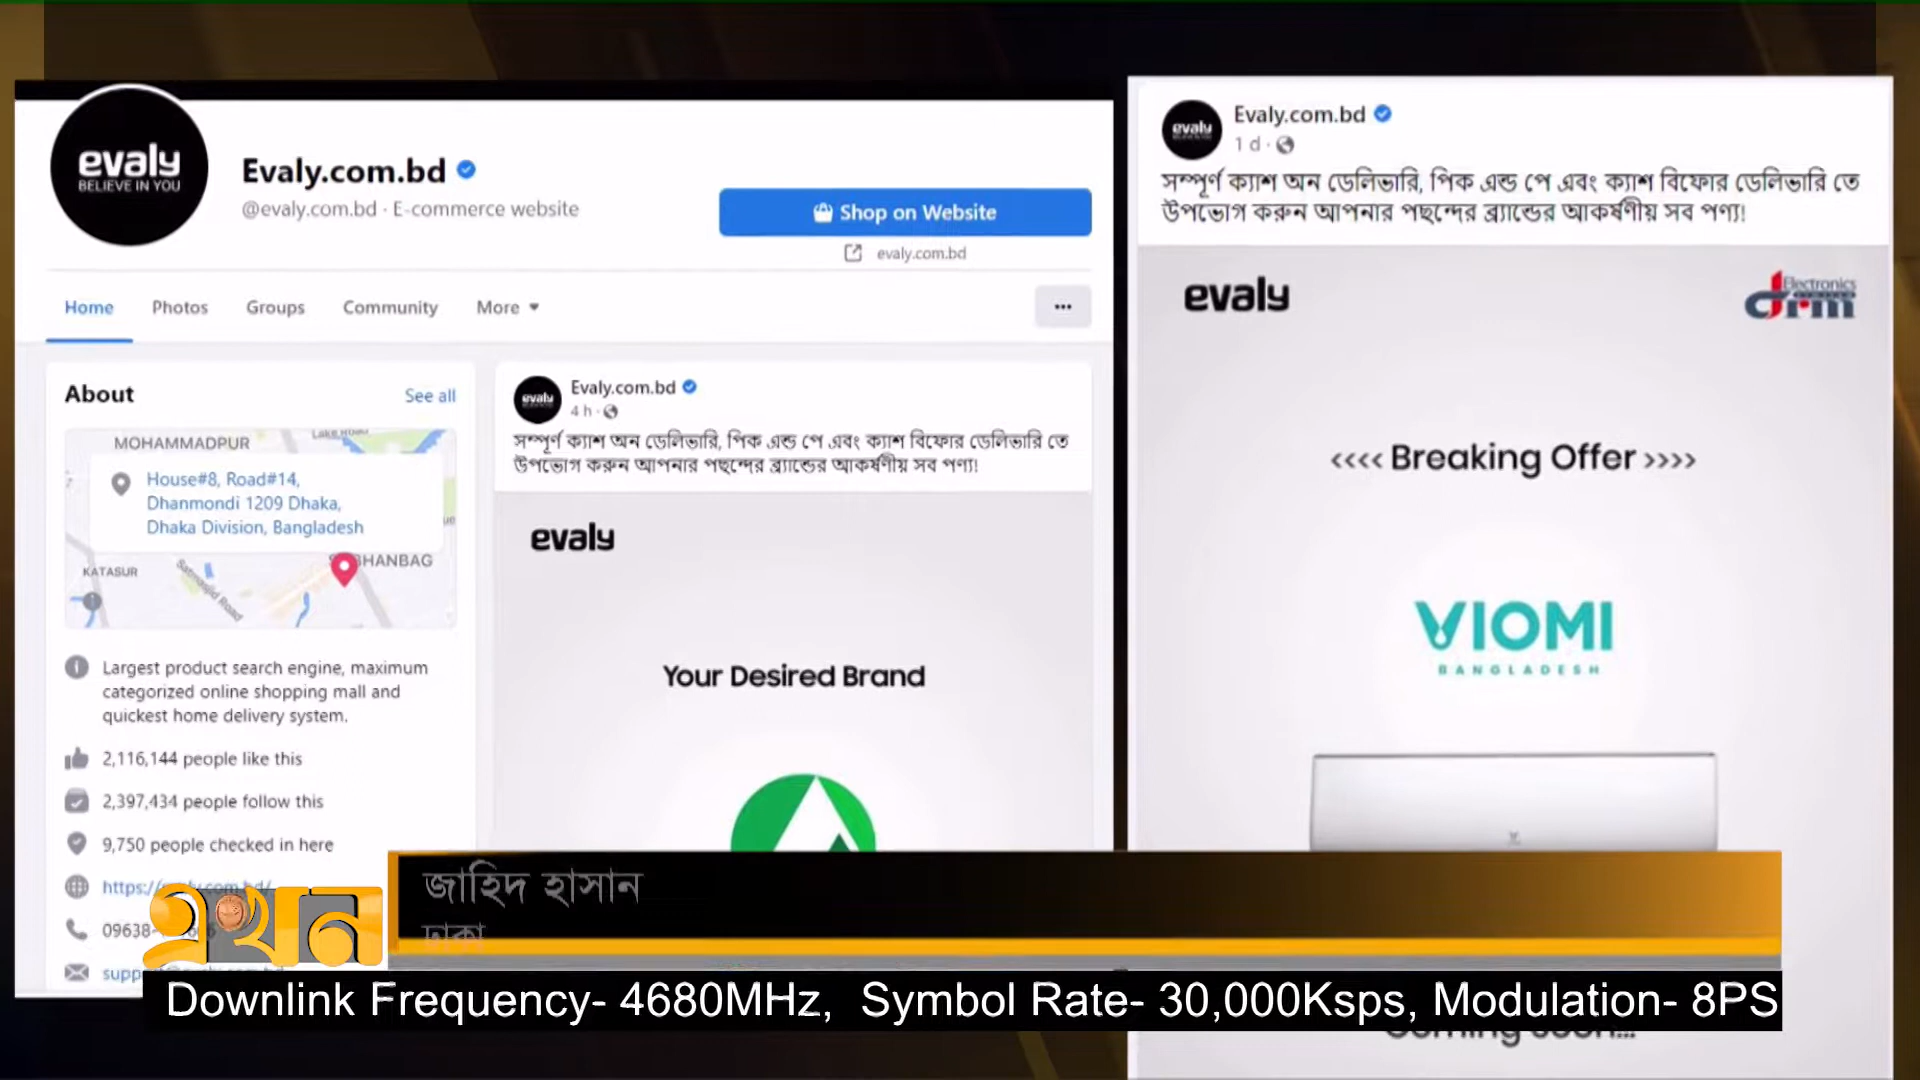 evaly
BELIEVE IN YOU
Evaly.com.bd
@evaly.com.bd · E-commerce website
Shop on Website
evaly.com.bd
Home Photos Groups Community More
About See all
MOHAMMADPUR
House#8, Road#14,
Dhanmondi 1209 Dhaka,
Dhaka Division, Bangladesh
KATASUR
Satmasjid Road
Largest product search engine, maximum
categorized online shopping mall and
quickest home delivery system.
2,116,144 people like this
2,397,434 people follow this
9,750 people checked in here
evaly
Evaly.com.bd
4 h ·
সম্পূর্ণ ক্যাশ অন ডেলিভারি, পিক এন্ড পে এবং ক্যাশ বিফোর ডেলিভারি তে
উপভোগ করুন আপনার পছন্দের ব্র্যান্ডের আকর্ষণীয় সব পণ্য!
evaly
Your Desired Brand
evaly
Evaly.com.bd
1 d ·
সম্পূর্ণ ক্যাশ অন ডেলিভারি, পিক এন্ড পে এবং ক্যাশ বিফোর ডেলিভারি তে
উপভোগ করুন আপনার পছন্দের ব্র্যান্ডের আকর্ষণীয় সব পণ্য!
evaly
Electronics
<<<< Breaking Offer >>>>
VIOMI
BANGLADESH
এখন
জাহিদ হাসান
ঢাকা
Downlink Frequency- 4680MHz, Symbol Rate- 30,000Ksps, Modulation- 8PS